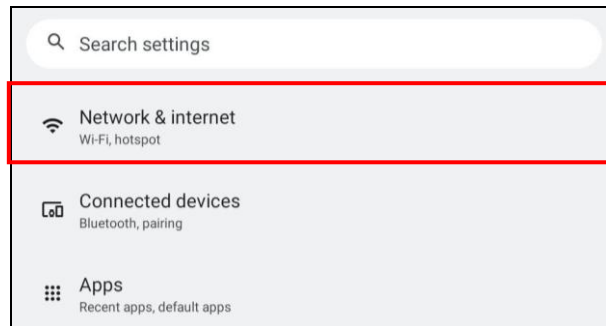 Search settings
Network & internet
Wi-Fi, hotspot
Connected devices
Bluetooth, pairing
Apps
Recent apps, default apps